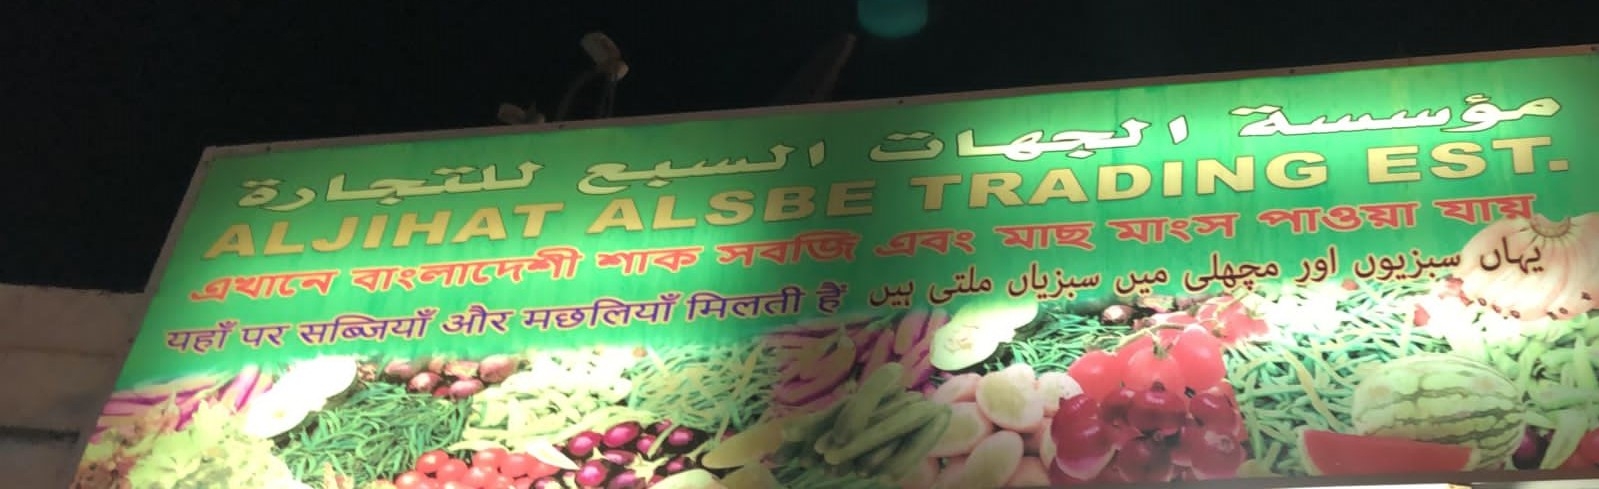 مؤسسة الجهات السبع للتجارة
ALJIHAT ALSBE TRADING EST.
এখানে বাংলাদেশী শাক সবজি এবং মাছ মাংস পাওয়া যায়
یہاں سبزیوں اور مچھلی میں سبزیاں ملتی ہیں
यहाँ पर सब्जियाँ और मछलियाँ मिलती हैं